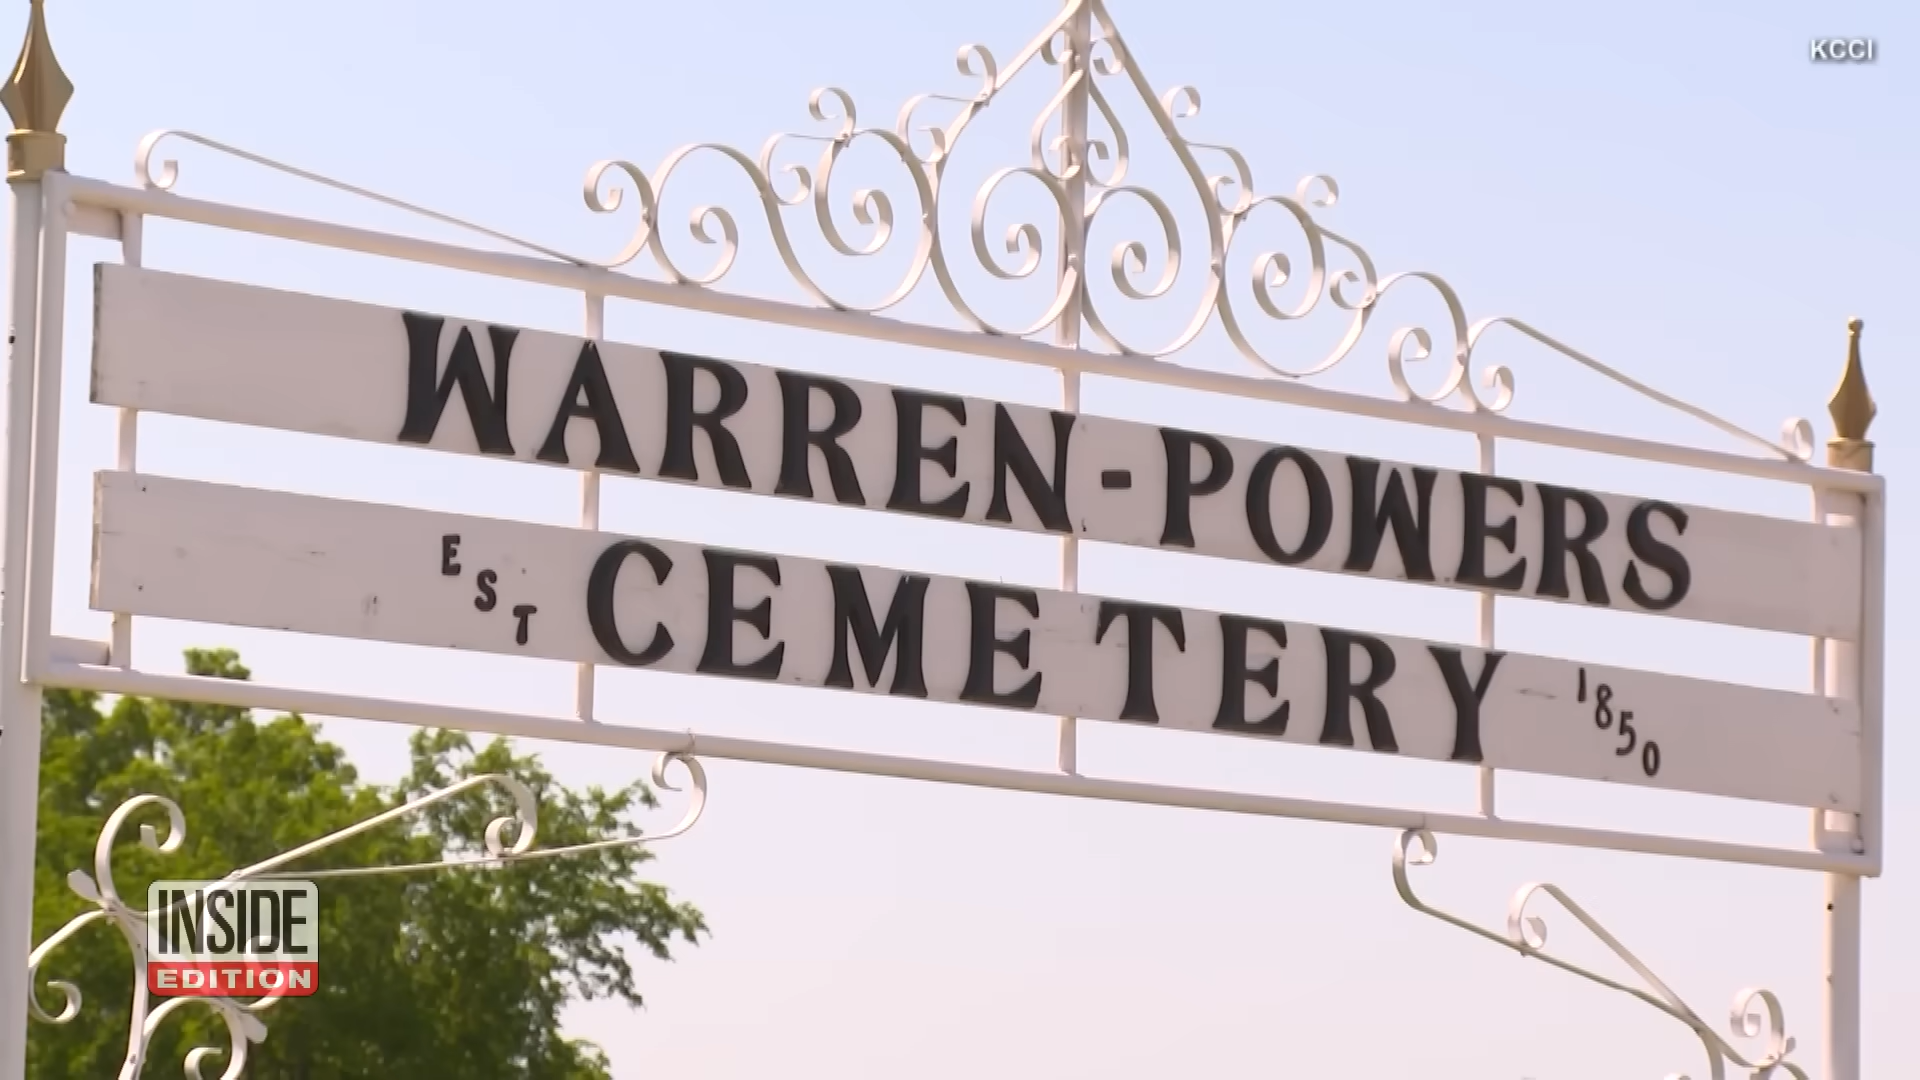 KCCI
WARREN-POWERS
EST CEMETERY 1850
INSIDE
EDITION